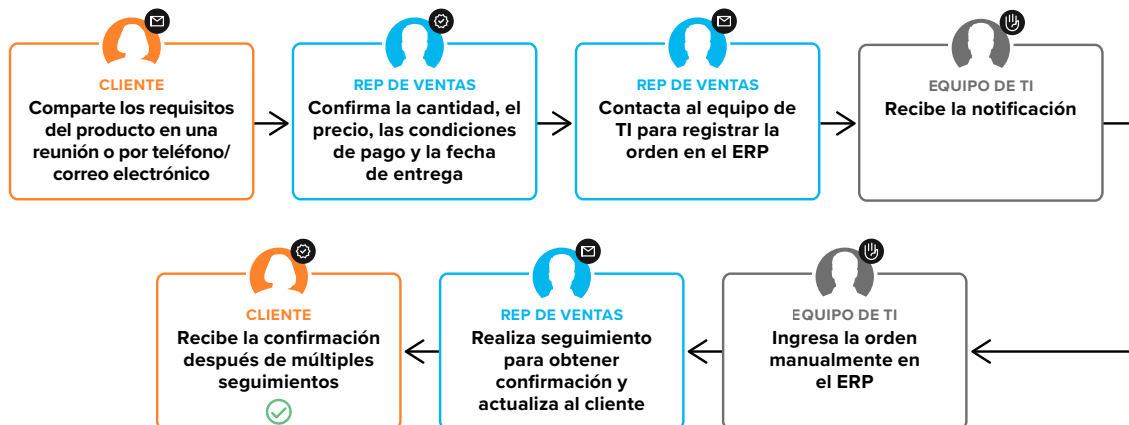 CLIENTE
Comparte los requisitos
del producto en una
reunión o por teléfono/
correo electrónico
REP DE VENTAS
Confirma la cantidad, el
precio, las condiciones
de pago y la fecha
de entrega
REP DE VENTAS
Contacta al equipo de
TI para registrar la
orden en el ERP
EQUIPO DE TI
Recibe la notificación
EQUIPO DE TI
Ingresa la orden
manualmente en
el ERP
REP DE VENTAS
Realiza seguimiento
para obtener
confirmación y
actualiza al cliente
CLIENTE
Recibe la confirmación
después de múltiples
seguimientos